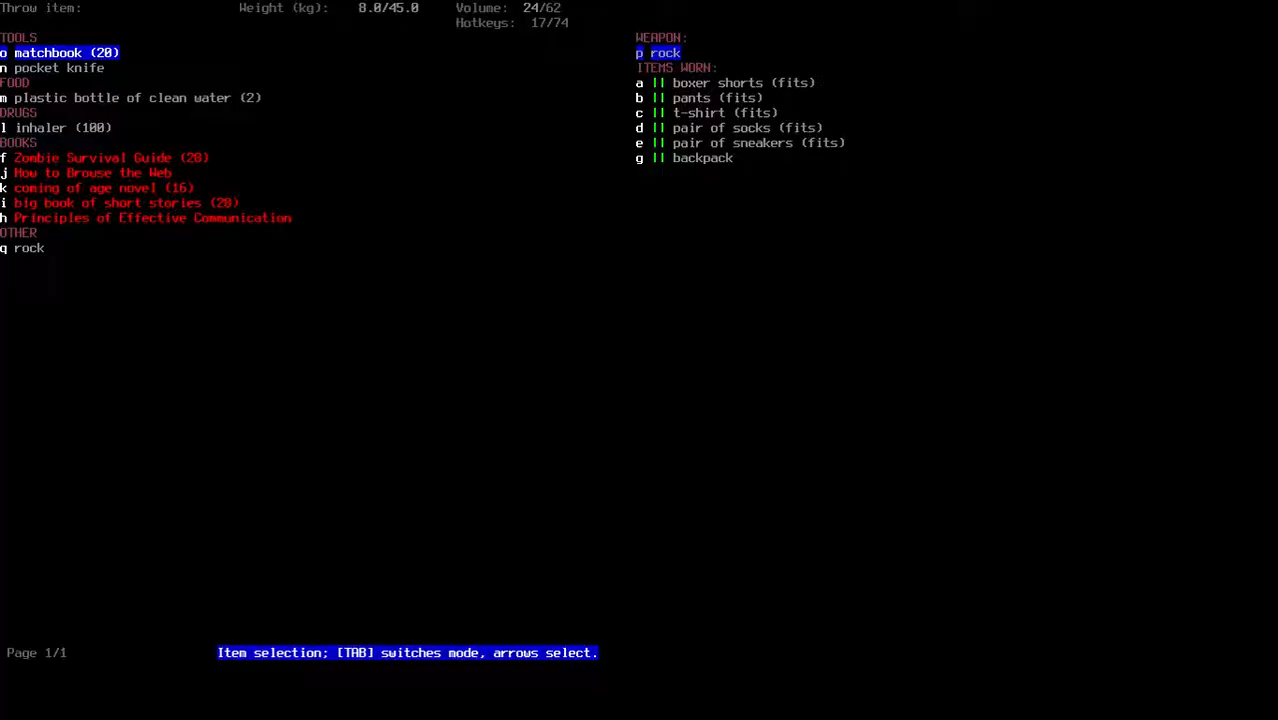 Throw item: Weight (kg): 8.0/45.0 Volume: 24/62
Hotkeys: 17/74
TOOLS
o matchbook (20)
n pocket knife
FOOD
m plastic bottle of clean water (2)
DRUGS
l inhaler (100)
BOOKS
f Zombie Survival Guide (20)
j How to Browse the Web
k coming of age novel (16)
i big book of short stories (20)
h Principles of Effective Communication
OTHER
q rock
WEAPON:
p rock
ITEMS WORN:
a || boxer shorts (fits)
b || pants (fits)
c || t-shirt (fits)
d || pair of socks (fits)
e || pair of sneakers (fits)
g || backpack
Page 1/1 Item selection; [TAB] switches mode, arrows select.